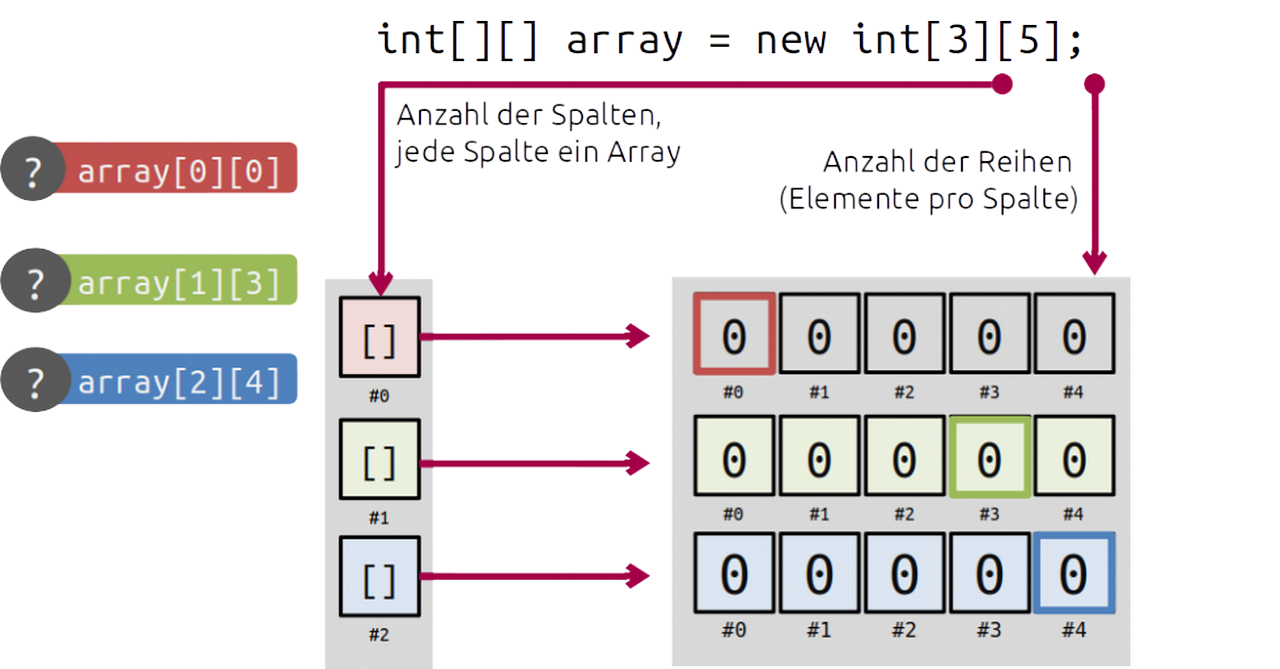 int[][] array = new int[3][5];
Anzahl der Spalten,
jede Spalte ein Array
Anzahl der Reihen
(Elemente pro Spalte)
? array[0][0]
? array[1][3]
? array[2][4]
[] 0 0 0 0 0
#0 #0 #1 #2 #3 #4
[] 0 0 0 0 0
#1 #0 #1 #2 #3 #4
[] 0 0 0 0 0
#2 #0 #1 #2 #3 #4